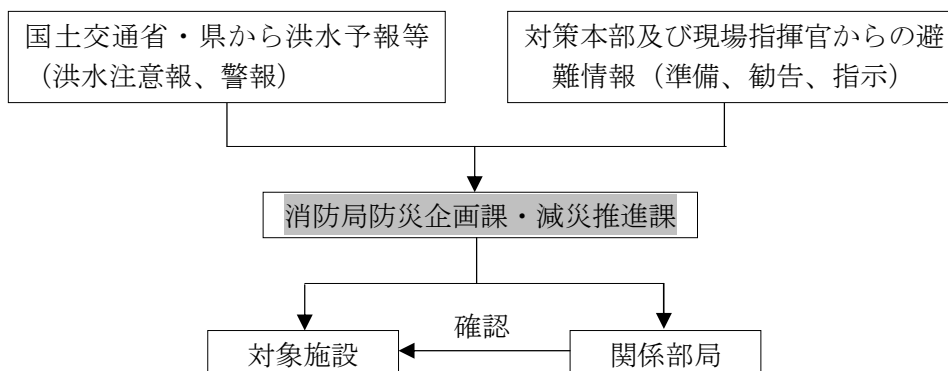 国土交通省・県から洪水予報等
（洪水注意報、警報）
対策本部及び現場指揮官からの避
難情報（準備、勧告、指示）
消防局防災企画課・減災推進課
確認
対象施設
関係部局